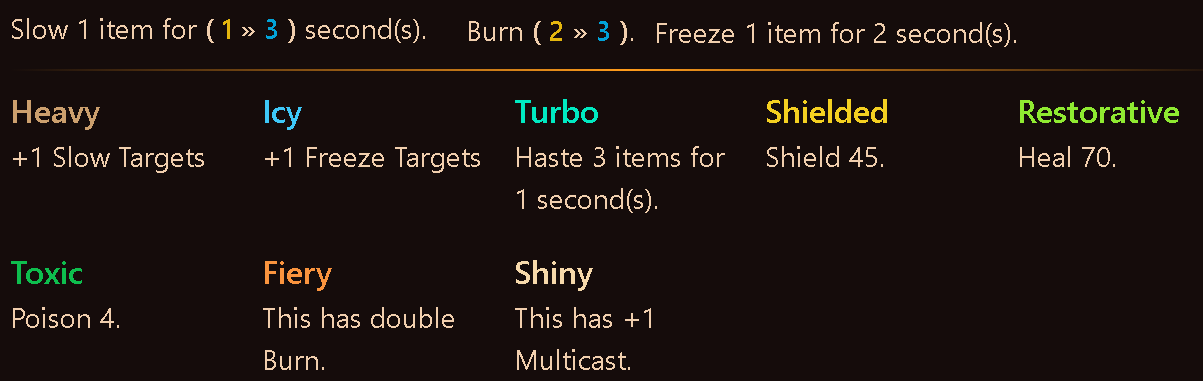 Slow 1 item for ( 1 » 3 ) second(s). Burn ( 2 » 3 ). Freeze 1 item for 2 second(s).
Heavy
+1 Slow Targets
Icy
+1 Freeze Targets
Turbo
Haste 3 items for
1 second(s).
Shielded
Shield 45.
Restorative
Heal 70.
Toxic
Poison 4.
Fiery
This has double
Burn.
Shiny
This has +1
Multicast.